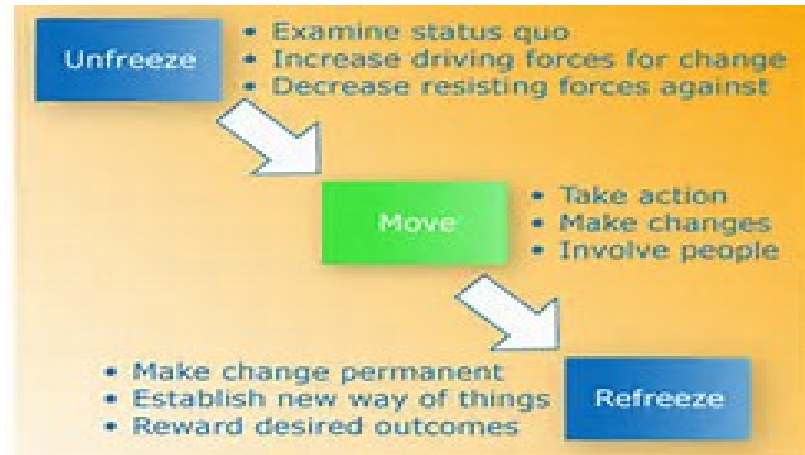 Unfreeze
• Examine status quo
• Increase driving forces for change
• Decrease resisting forces against
Move
• Take action
• Make changes
• Involve people
• Make change permanent
• Establish new way of things
• Reward desired outcomes
Refreeze